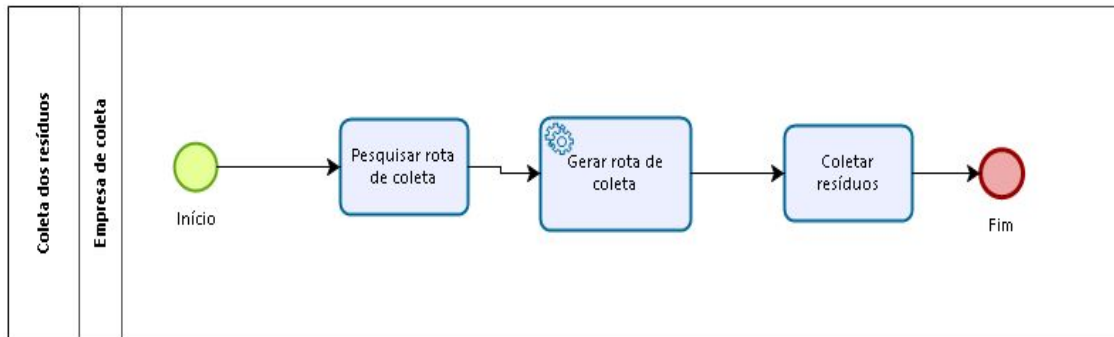 Coleta dos resíduos
Empresa de coleta
Início
Pesquisar rota
de coleta
Gerar rota de
coleta
Coletar
resíduos
Fim